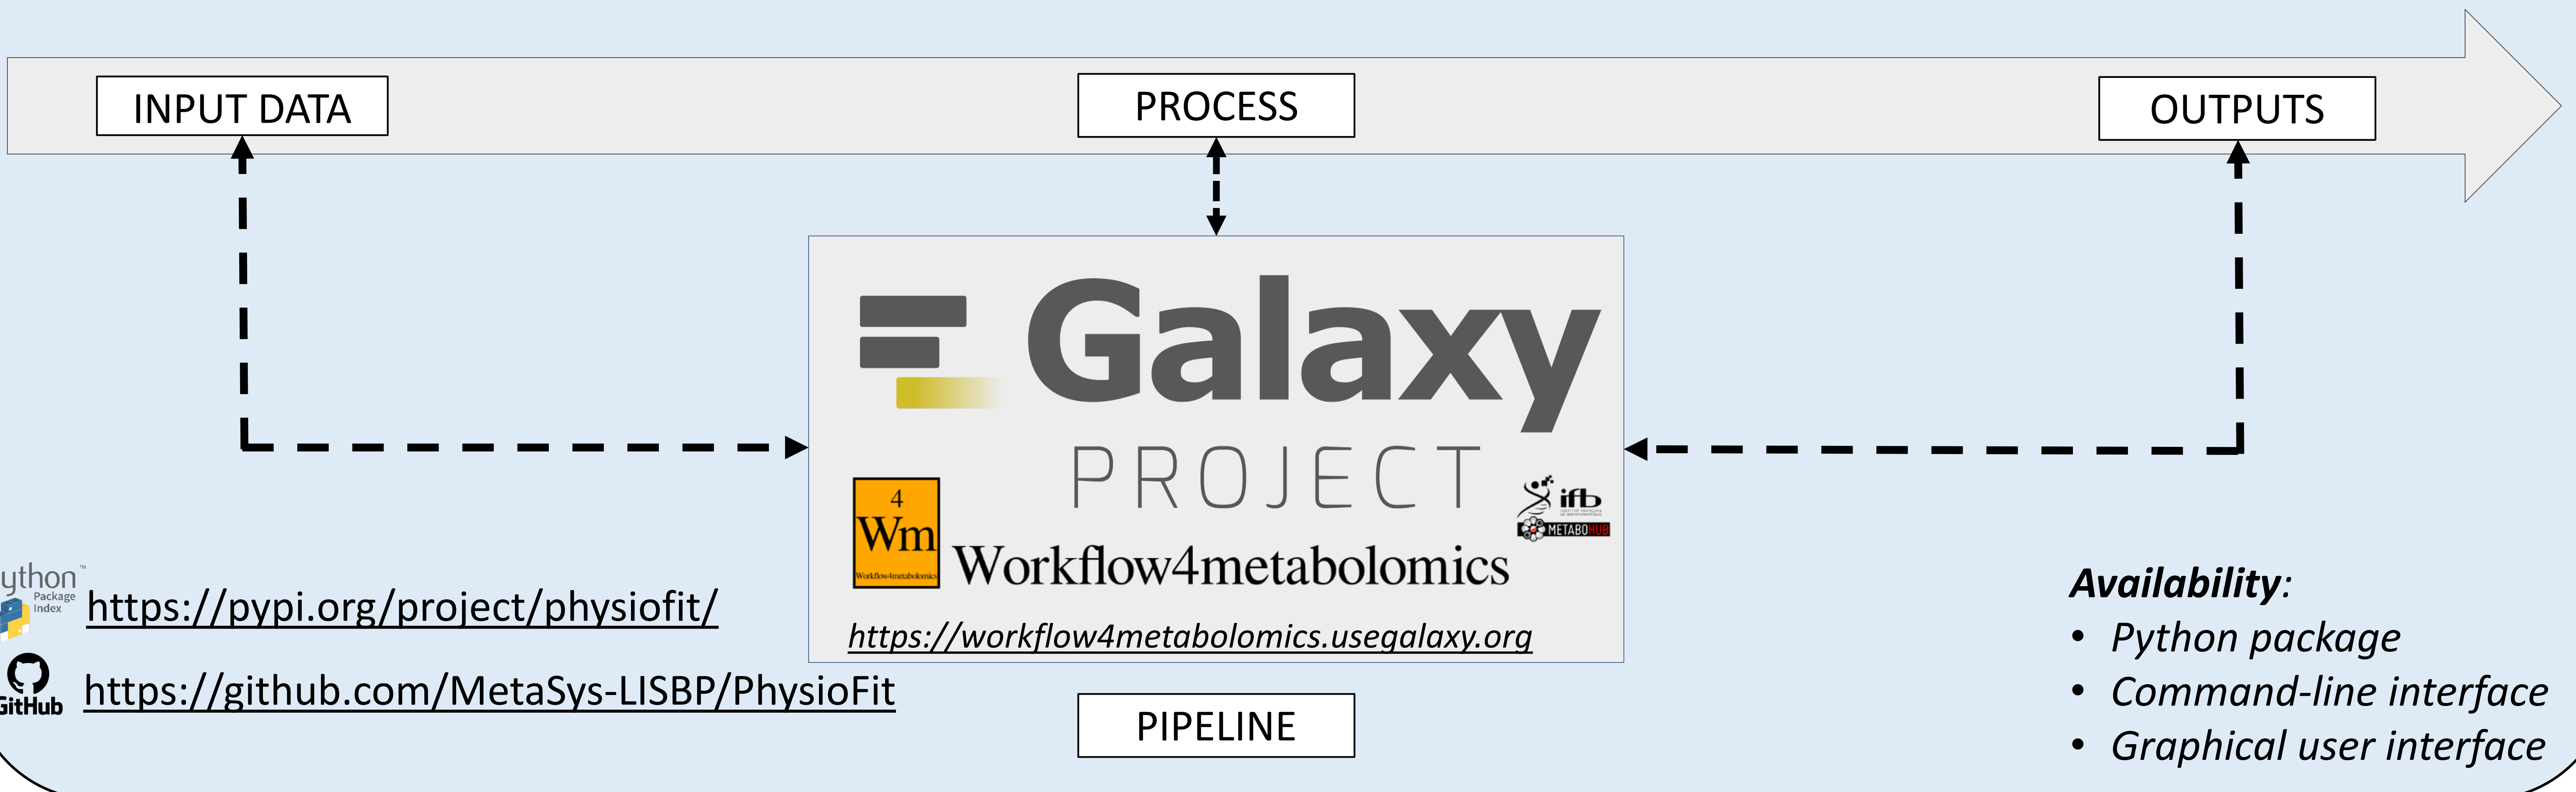 INPUT DATA
PROCESS
OUTPUTS
Galaxy
PROJECT
4
Wm
Workflow4metabolomics
Workflow4metabolomics
ifb
METABOHUB
https://workflow4metabolomics.usegalaxy.org
ython™
Package
Index
https://pypi.org/project/physiofit/
GitHub
https://github.com/MetaSys-LISBP/PhysioFit
PIPELINE
Availability:
• Python package
• Command-line interface
• Graphical user interface